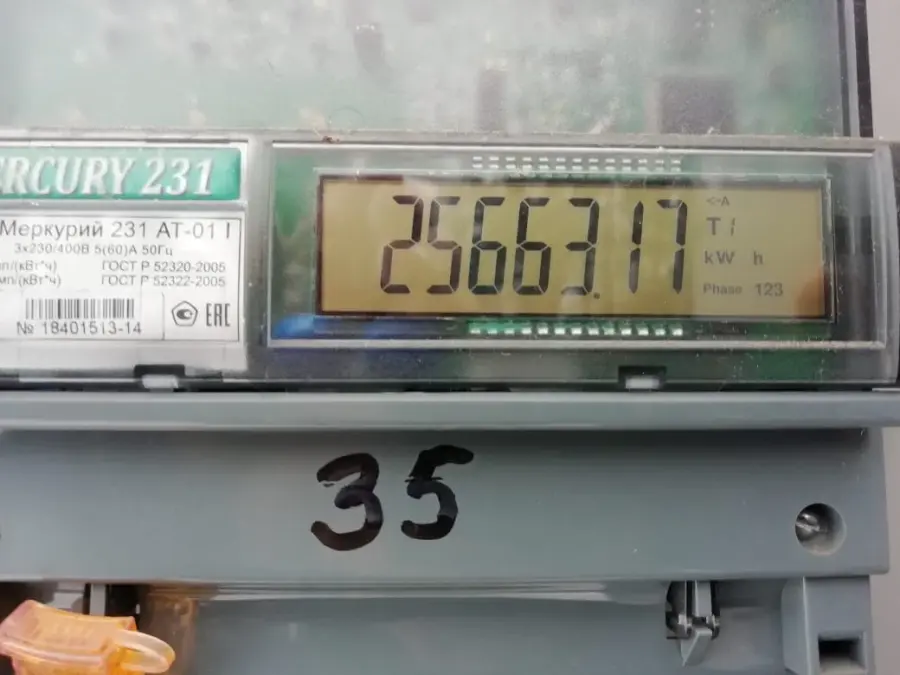 MERCURY 231
Меркурий 231 АТ-01 I
3х230/400В 5(60)А 50Гц
ГОСТ Р 52320-2005
ГОСТ Р 52322-2005
№ 18401513-14
ЕАС
25663.17
<-A
T1
kW h
Phase 123
35